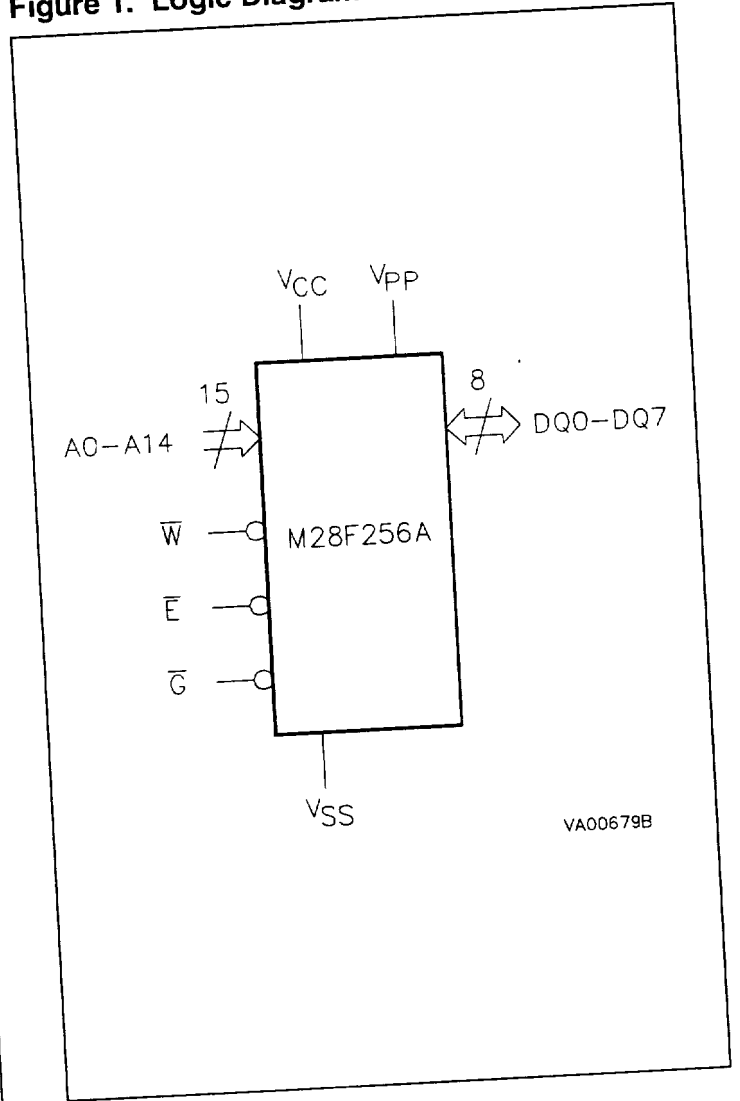 Figure 1. Logic Diagram
VCC VPP
15 8
A0-A14 DQ0-DQ7
W̅ M28F256A
E̅
G̅
VSS
VA00679B